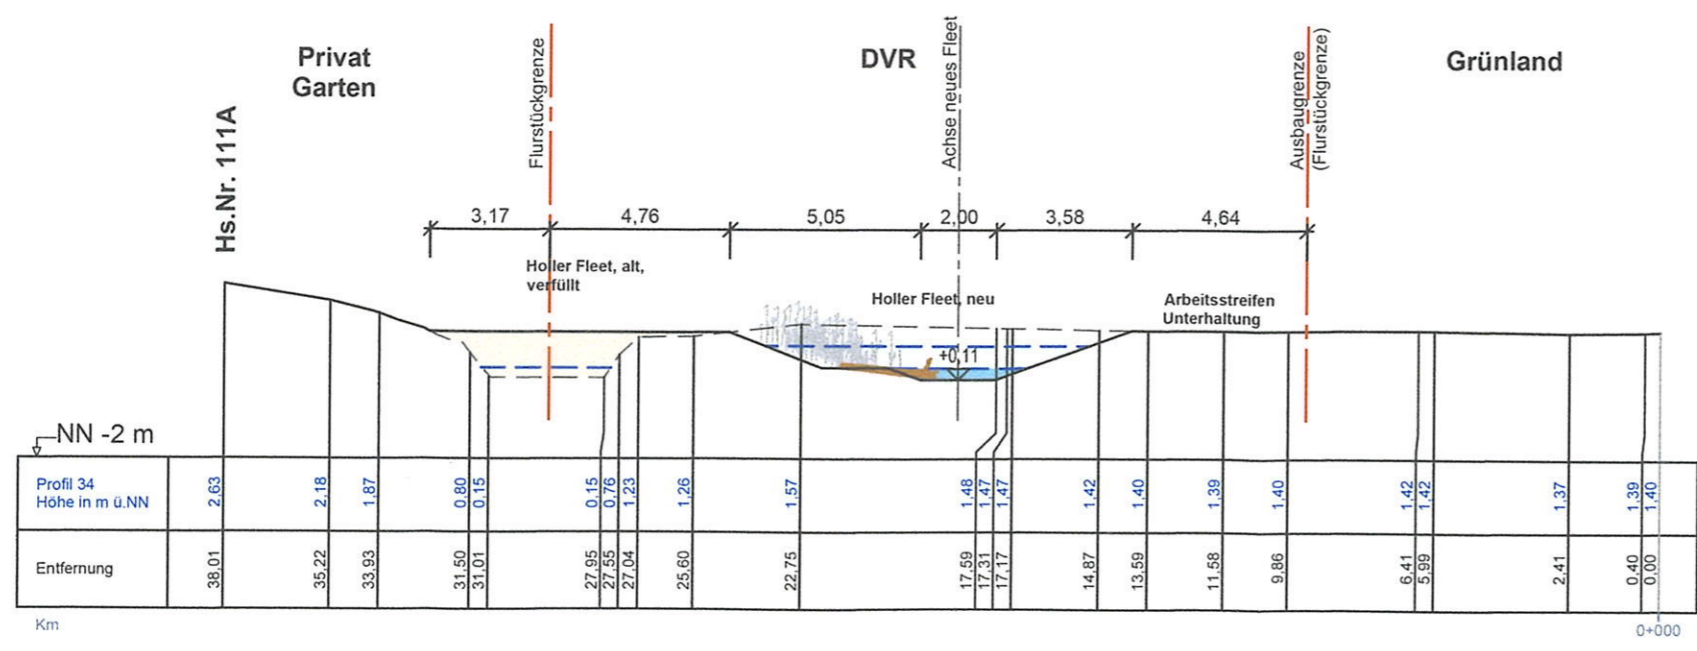 Privat
Garten
DVR
Grünland
Hs.Nr. 111A
Flurstückgrenze
Achse neues Fleet
Ausbaugrenze
(Flurstückgrenze)
3,17
4,76
5,05
2,00
3,58
4,64
Holler Fleet, alt,
verfüllt
Holler Fleet, neu
Arbeitsstreifen
Unterhaltung
+0,11
NN -2 m
Profil 34
Höhe in m ü.NN
2,63
2,18
1,87
0,80
0,15
0,15
0,76
1,23
1,26
1,57
1,48
1,47
1,47
1,42
1,40
1,39
1,40
1,42
1,42
1,37
1,39
1,40
Entfernung
38,01
35,22
33,93
31,50
31,01
27,95
27,55
27,04
25,60
22,75
17,59
17,31
17,17
14,87
13,59
11,58
9,86
6,41
5,99
2,41
0,40
0,00
Km
0+000